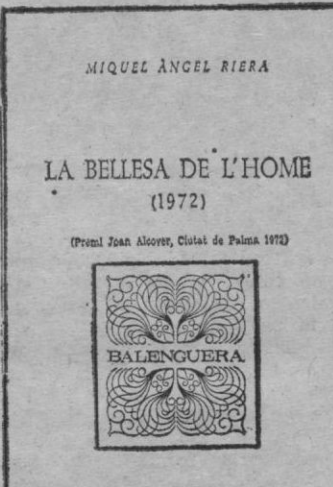 MIQUEL ÀNGEL RIERA
LA BELLESA DE L'HOME
(1972)
(Premi Joan Alcover, Ciutat de Palma 1972)
BALENGUERA